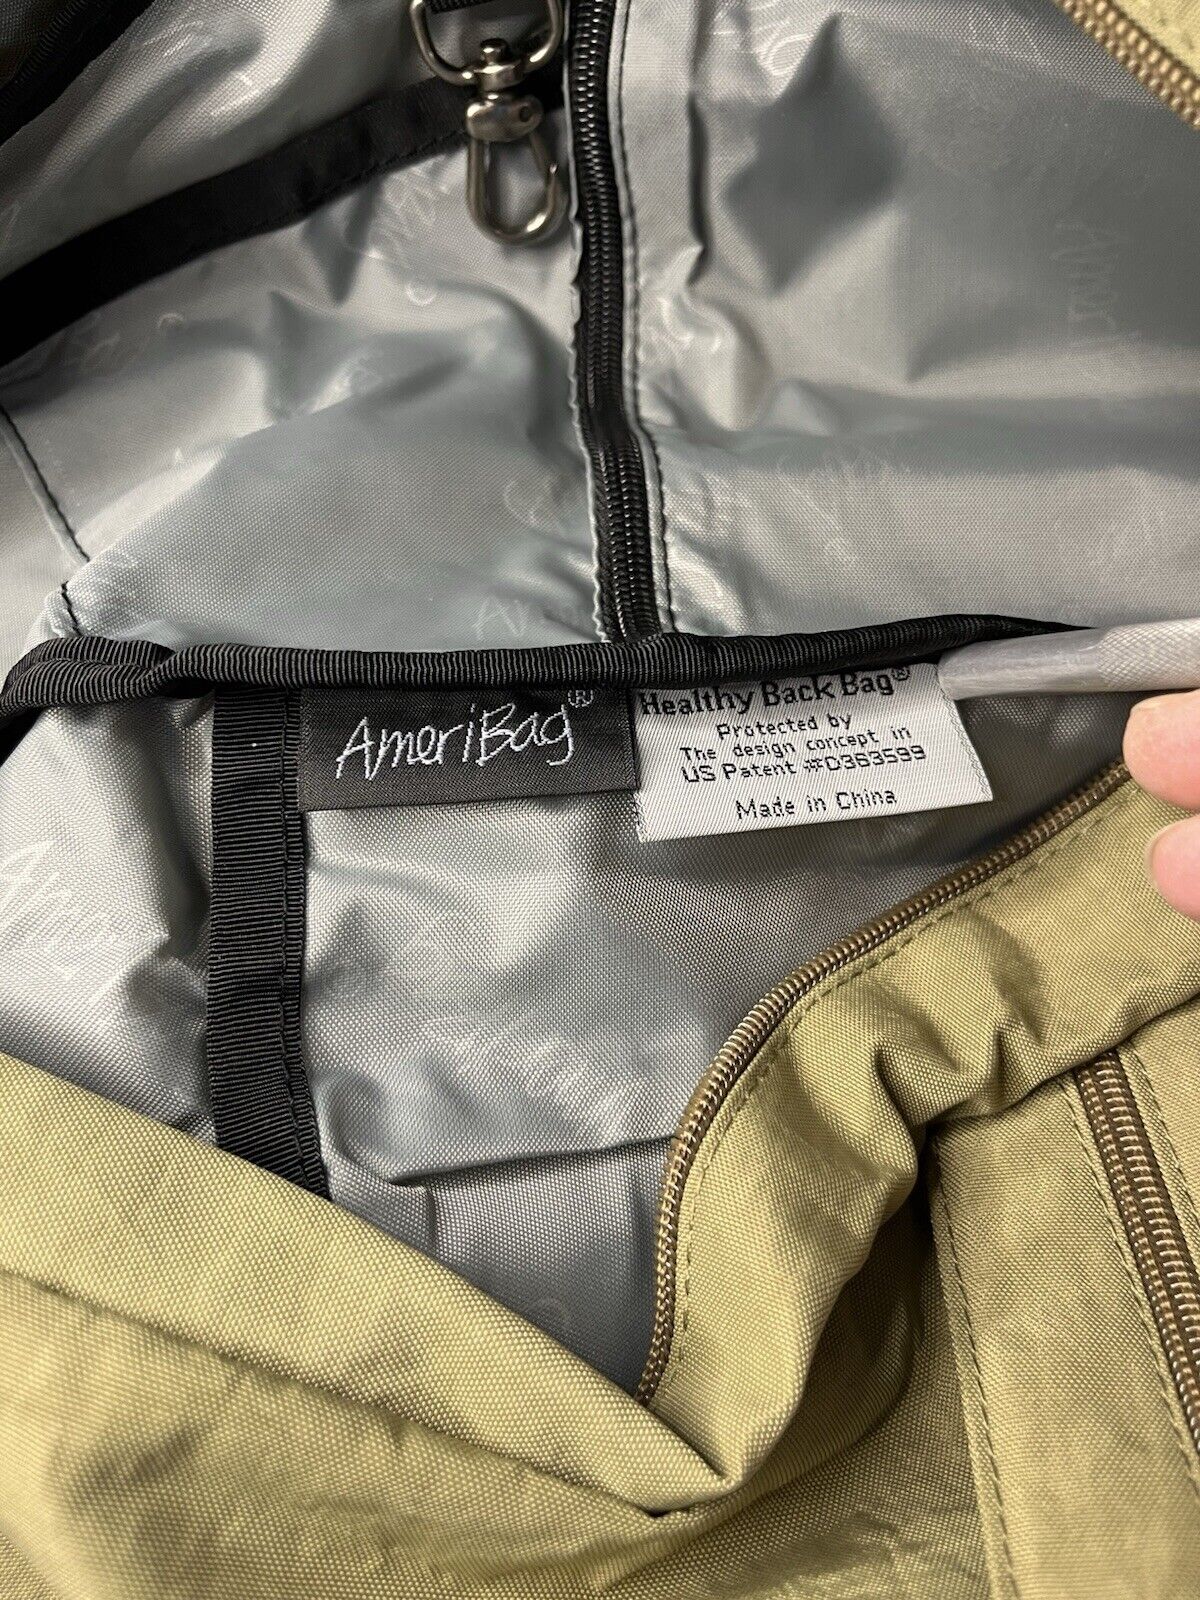 AmeriBag®
Healthy Back Bag®
Protected by
The design concept in
US Patent #D363599
Made in China